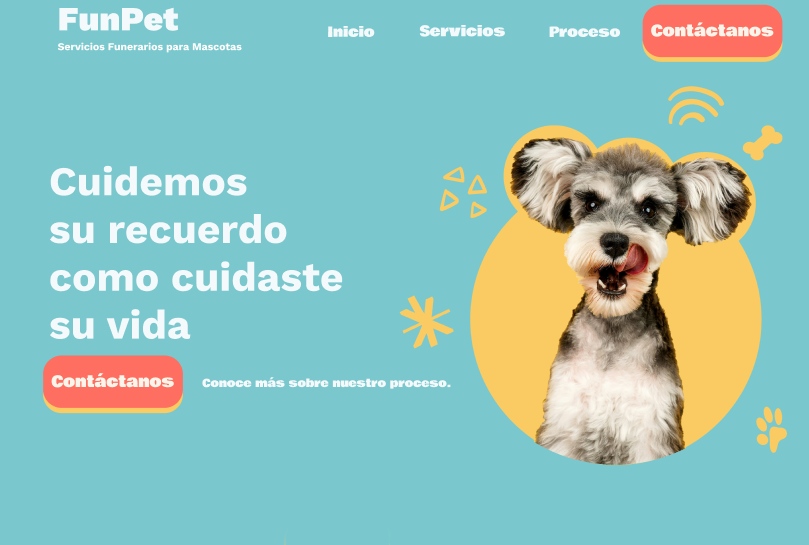 FunPet
Servicios Funerarios para Mascotas
Inicio
Servicios
Proceso
Contáctanos
Cuidemos
su recuerdo
como cuidaste
su vida
Contáctanos
Conoce más sobre nuestro proceso.